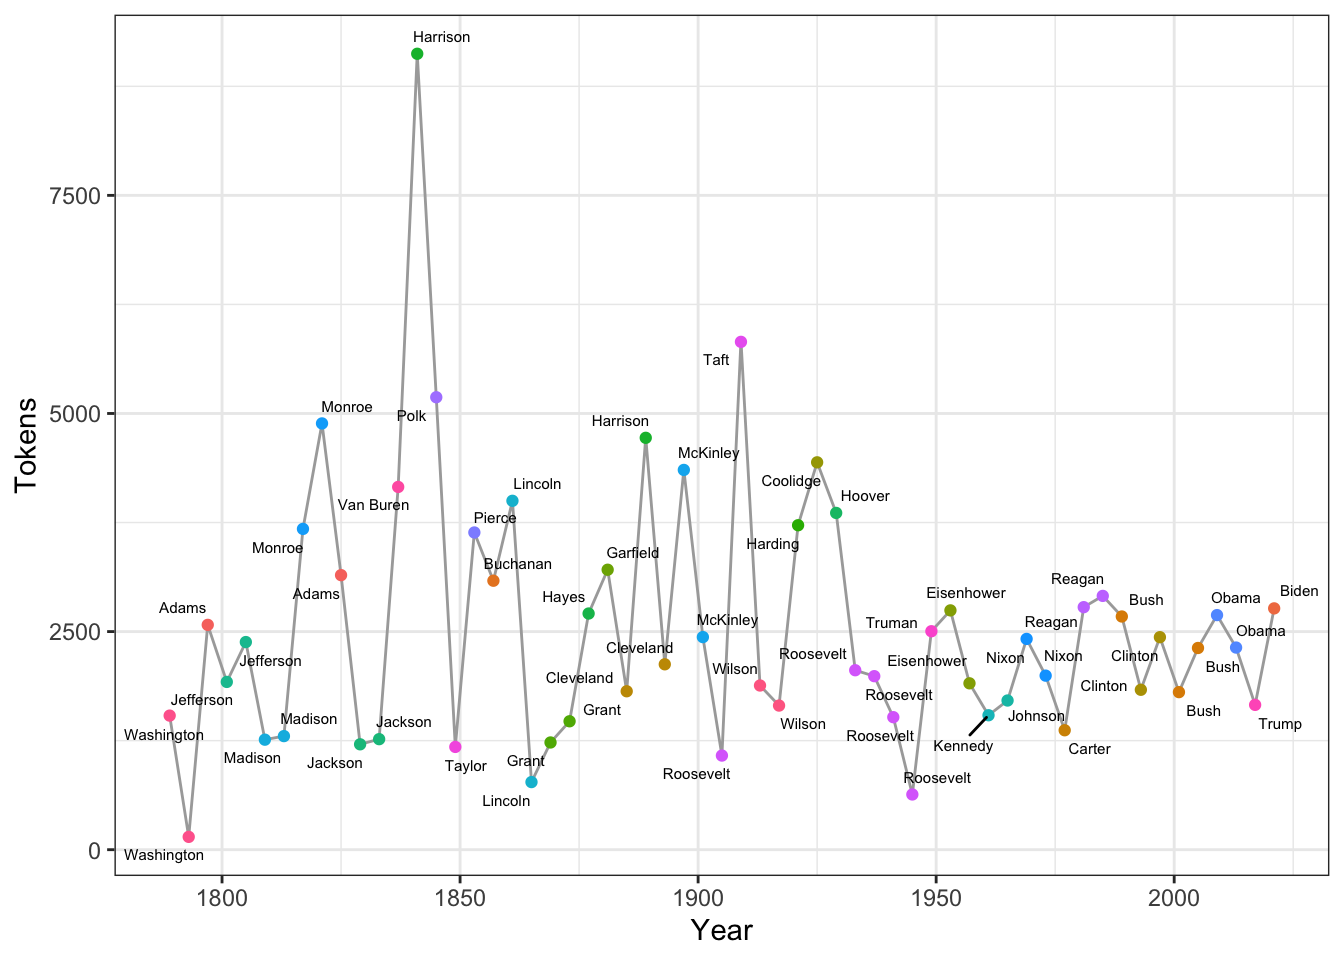 Harrison
7500
Taft
5000
Monroe
Polk
Harrison
McKinley
Coolidge
Lincoln
Hoover
Van Buren
Pierce
Monroe
Harding
Garfield
Buchanan
Reagan
Biden
Adams
Eisenhower
Hayes
Obama
Bush
Adams
McKinley
Truman
Reagan
2500
Obama
Cleveland
Roosevelt
Nixon
Nixon
Clinton
Jefferson
Eisenhower
Bush
Wilson
Cleveland
Clinton
Roosevelt
Jefferson
Grant
Bush
Johnson
Madison
Jackson
Wilson
Trump
Washington
Roosevelt
Kennedy
Carter
Madison
Grant
Jackson
Taylor
Roosevelt
Roosevelt
Lincoln
0
Washington
1800
1850
1900
1950
2000
Year
Tokens